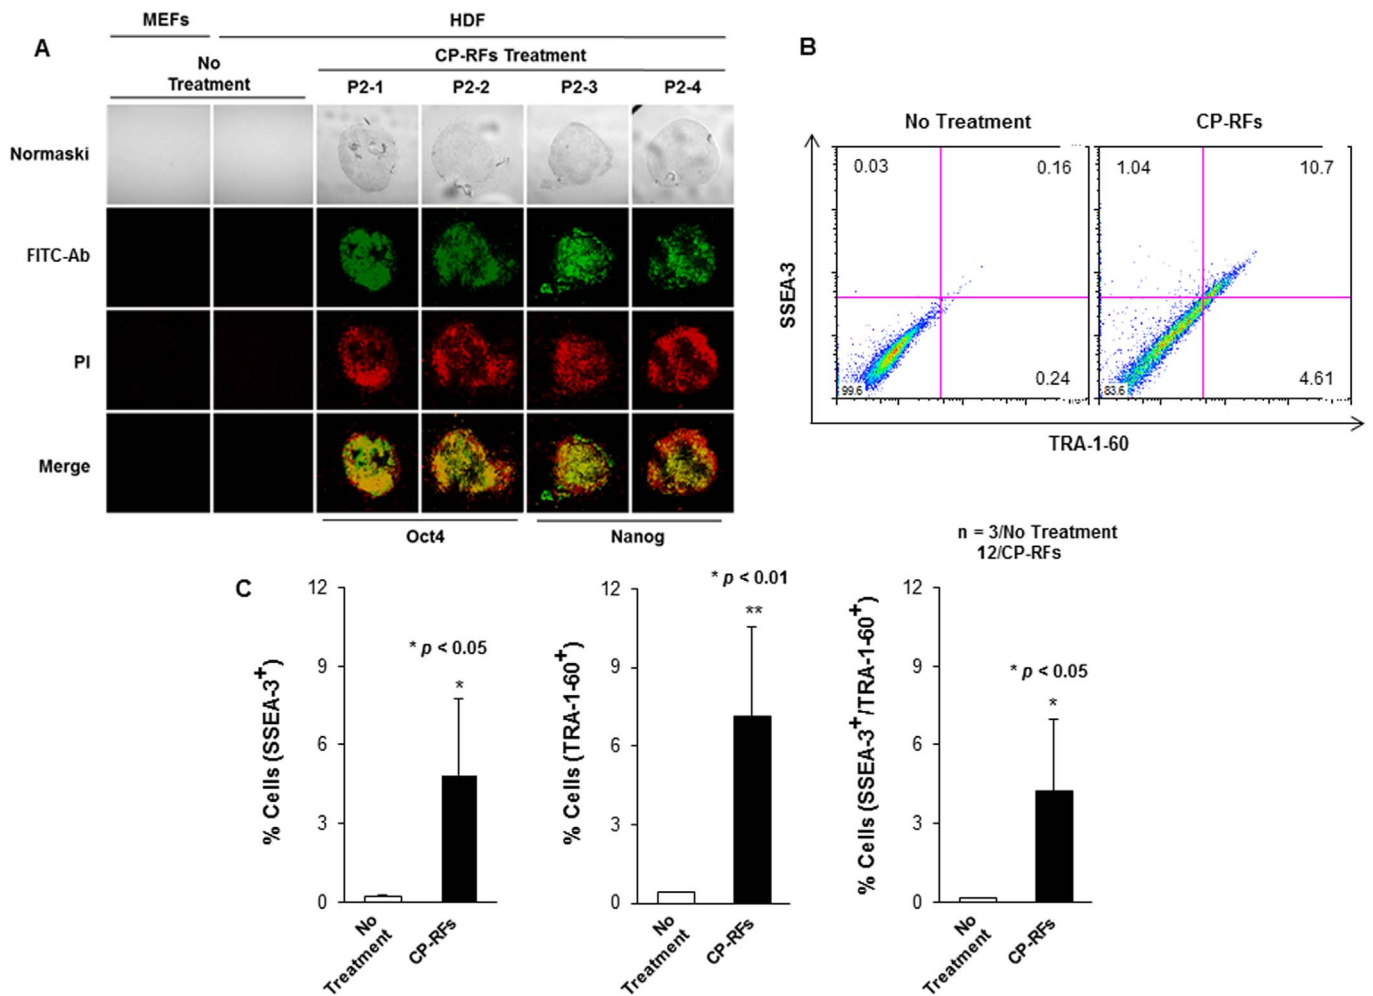 A
MEFs
HDF
No
Treatment
CP-RFs Treatment
P2-1
P2-2
P2-3
P2-4
Normaski
FITC-Ab
PI
Merge
Oct4
Nanog
B
No Treatment
CP-RFs
SSEA-3
0.03
0.16
99.6
0.24
1.04
10.7
83.6
4.61
TRA-1-60
n = 3/No Treatment
12/CP-RFs
C
% Cells (SSEA-3+)
12
9
6
3
0
* p < 0.05
*
No
Treatment
CP-RFs
% Cells (TRA-1-60+)
12
9
6
3
0
* p < 0.01
**
No
Treatment
CP-RFs
% Cells (SSEA-3+/TRA-1-60+)
12
9
6
3
0
* p < 0.05
*
No
Treatment
CP-RFs